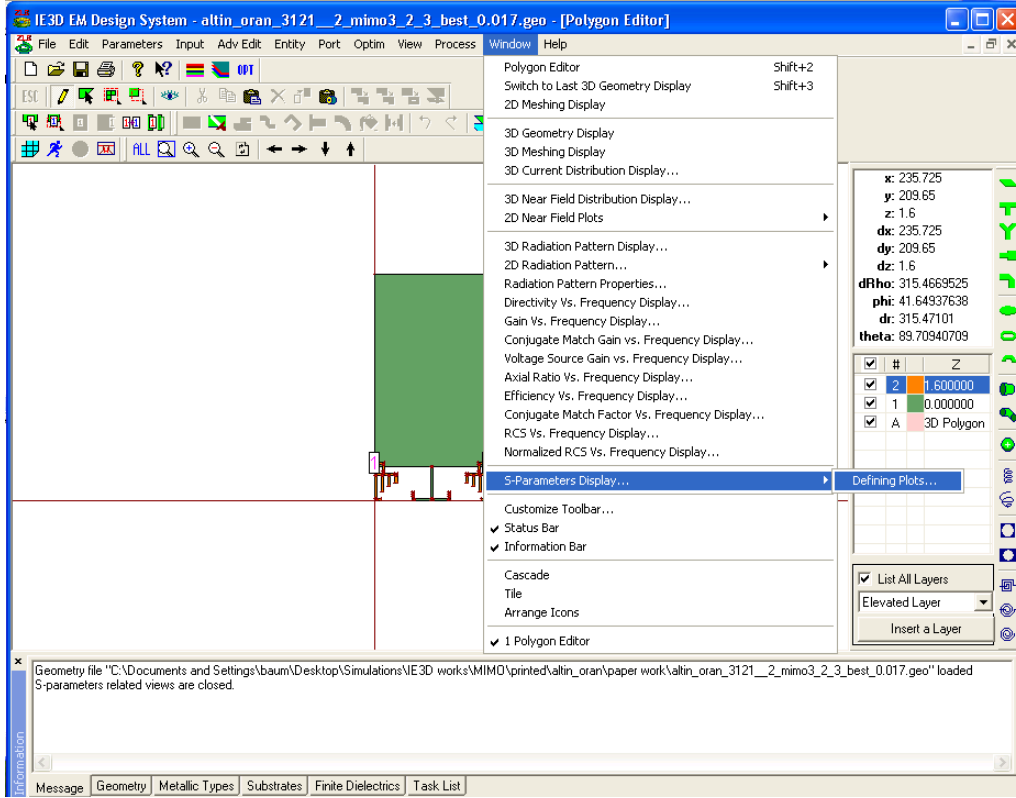 IE3D EM Design System - altin_oran_3121__2_mimo3_2_3_best_0.017.geo - [Polygon Editor]
File Edit Parameters Input Adv Edit Entity Port Optim View Process Window Help
OPT
ESC
ALL
Polygon Editor Shift+2
Switch to Last 3D Geometry Display Shift+3
2D Meshing Display
3D Geometry Display
3D Meshing Display
3D Current Distribution Display...
3D Near Field Distribution Display...
2D Near Field Plots
3D Radiation Pattern Display...
2D Radiation Pattern...
Radiation Pattern Properties...
Directivity Vs. Frequency Display...
Gain Vs. Frequency Display...
Conjugate Match Gain vs. Frequency Display...
Voltage Source Gain vs. Frequency Display...
Axial Ratio Vs. Frequency Display...
Efficiency Vs. Frequency Display...
Conjugate Match Factor Vs. Frequency Display...
RCS Vs. Frequency Display...
Normalized RCS Vs. Frequency Display...
S-Parameters Display...
Defining Plots...
Customize Toolbar...
Status Bar
Information Bar
Cascade
Tile
Arrange Icons
1 Polygon Editor
1
x: 235.725
y: 209.65
z: 1.6
dx: 235.725
dy: 209.65
dz: 1.6
dRho: 315.4669525
phi: 41.64937638
dr: 315.47101
theta: 89.70940709
# Z
2 1.600000
1 0.000000
A 3D Polygon
List All Layers
Elevated Layer
Insert a Layer
Geometry file "C:\Documents and Settings\baum\Desktop\Simulations\IE3D works\MIMO\printed\altin_oran\paper work\altin_oran_3121__2_mimo3_2_3_best_0.017.geo" loaded
S-parameters related views are closed.
Information
Message Geometry Metallic Types Substrates Finite Dielectrics Task List